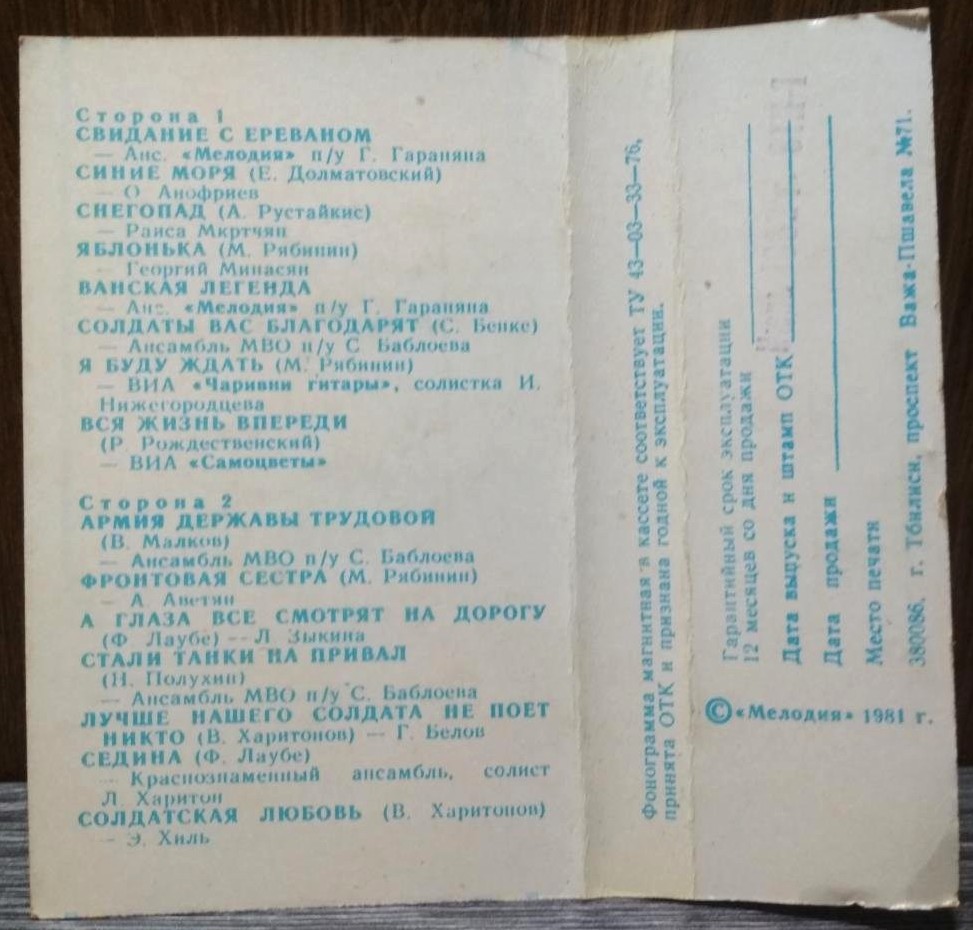 Сторона 1
СВИДАНИЕ С ЕРЕВАНОМ
— Анс. «Мелодия» п/у Г. Гараняна
СИНИЕ МОРЯ (Е. Долматовский)
— О. Анофриев
СНЕГОПАД (А. Рустайкис)
— Раиса Мкртчян
ЯБЛОНЬКА (М. Рябинин)
— Георгий Минасян
ВАНСКАЯ ЛЕГЕНДА
— Анс. «Мелодия» п/у Г. Гараняна
СОЛДАТЫ ВАС БЛАГОДАРЯТ (С. Бенке)
— Ансамбль МВО п/у С. Баблоева
Я БУДУ ЖДАТЬ (М. Рябинин)
— ВИА «Чаривни гитары», солистка И.
Нижегородцева
ВСЯ ЖИЗНЬ ВПЕРЕДИ
(Р. Рождественский)
— ВИА «Самоцветы»
Сторона 2
АРМИЯ ДЕРЖАВЫ ТРУДОВОЙ
(В. Малков)
— Ансамбль МВО п/у С. Баблоева
ФРОНТОВАЯ СЕСТРА (М. Рябинин)
— А. Аветян
А ГЛАЗА ВСЕ СМОТРЯТ НА ДОРОГУ
(Ф. Лаубе) — Л. Зыкина
СТАЛИ ТАНКИ НА ПРИВАЛ
(Н. Полухин)
— Ансамбль МВО п/у С. Баблоева
ЛУЧШЕ НАШЕГО СОЛДАТА НЕ ПОЕТ
НИКТО (В. Харитонов) — Г. Белов
СЕДИНА (Ф. Лаубе)
— Краснознаменный ансамбль, солист
Л. Харитон
СОЛДАТСКАЯ ЛЮБОВЬ (В. Харитонов)
— Э. Хиль
Фонограмма магнитная в кассете соответствует ТУ 43—03—33—76,
принята ОТК и признана годной к эксплуатации.
Гарантийный срок эксплуатации
12 месяцев со дня продажи
Дата выпуска и штамп ОТК
Дата продажи
Место печати
380086. г. Тбилиси, проспект Важа-Пшавела №71.
© «Мелодия» 1981 г.